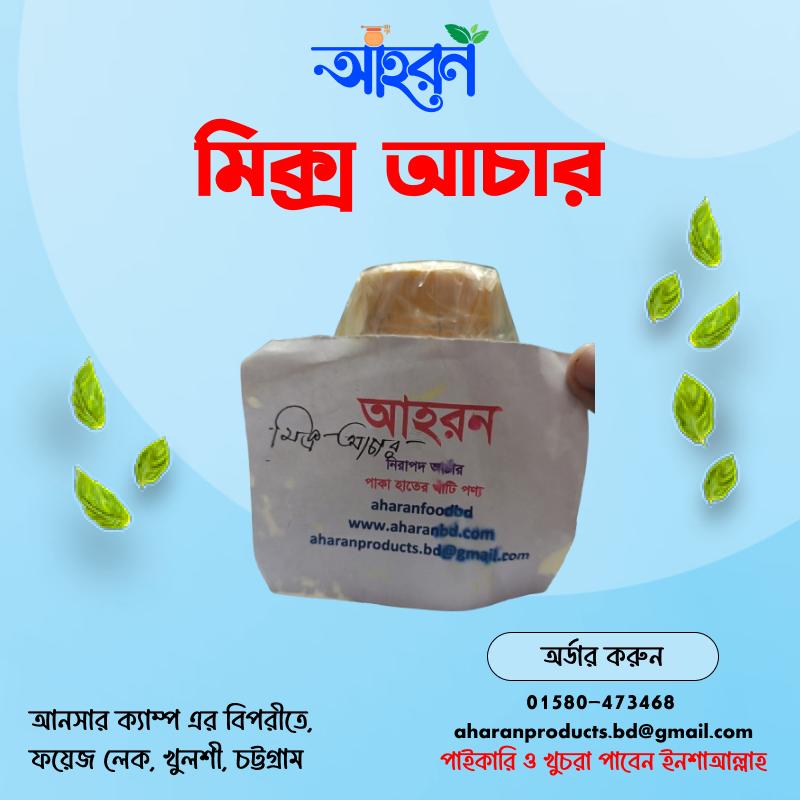 আহরন
মিক্স আচার
আহরন
মিক্স আচার
নিরাপদ আচার
পাকা হাতের খাটি পণ্য
aharanfoodbd
www.aharanbd.com
aharanproducts.bd@gmail.com
অর্ডার করুন
01580-473468
aharanproducts.bd@gmail.com
পাইকারি ও খুচরা পাবেন ইনশাআল্লাহ
আনসার ক্যাম্প এর বিপরীতে,
ফয়েজ লেক, খুলশী, চট্টগ্রাম